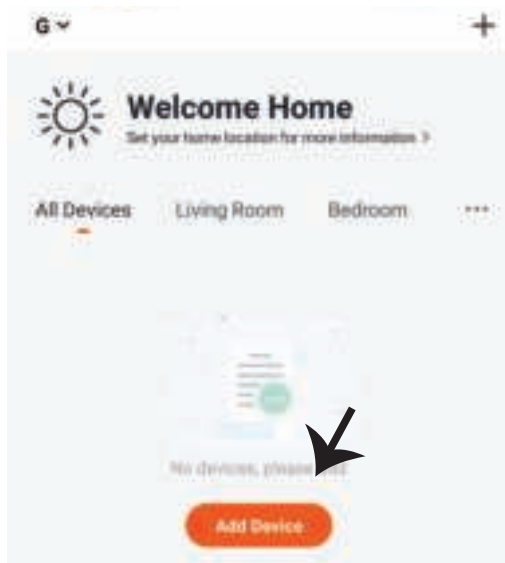 G
Welcome Home
Set your home location for more information >
All Devices
Living Room
Bedroom
...
No devices, please
Add Device